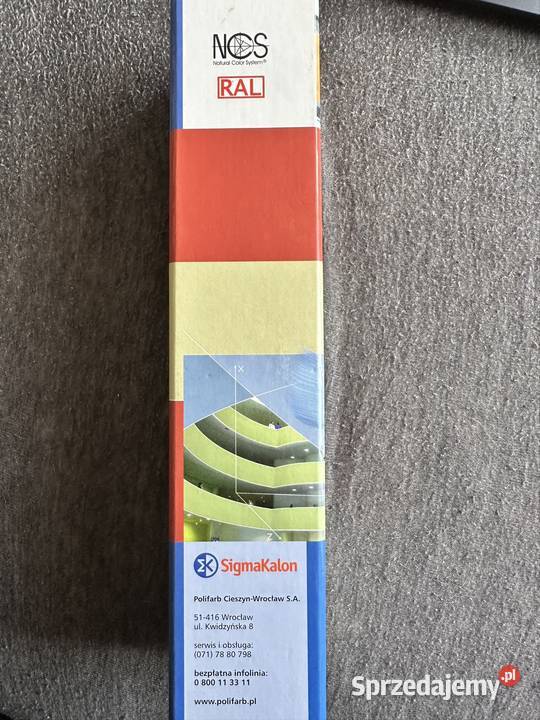 NCS
Natural Color System®
RAL
X
Z
SigmaKalon
Polifarb Cieszyn-Wrocław S.A.
51-416 Wrocław
ul. Kwidzyńska 8
serwis i obsługa:
(071) 78 80 798
bezpłatna infolinia:
0 800 11 33 11
www.polifarb.pl
Sprzedajemy.pl